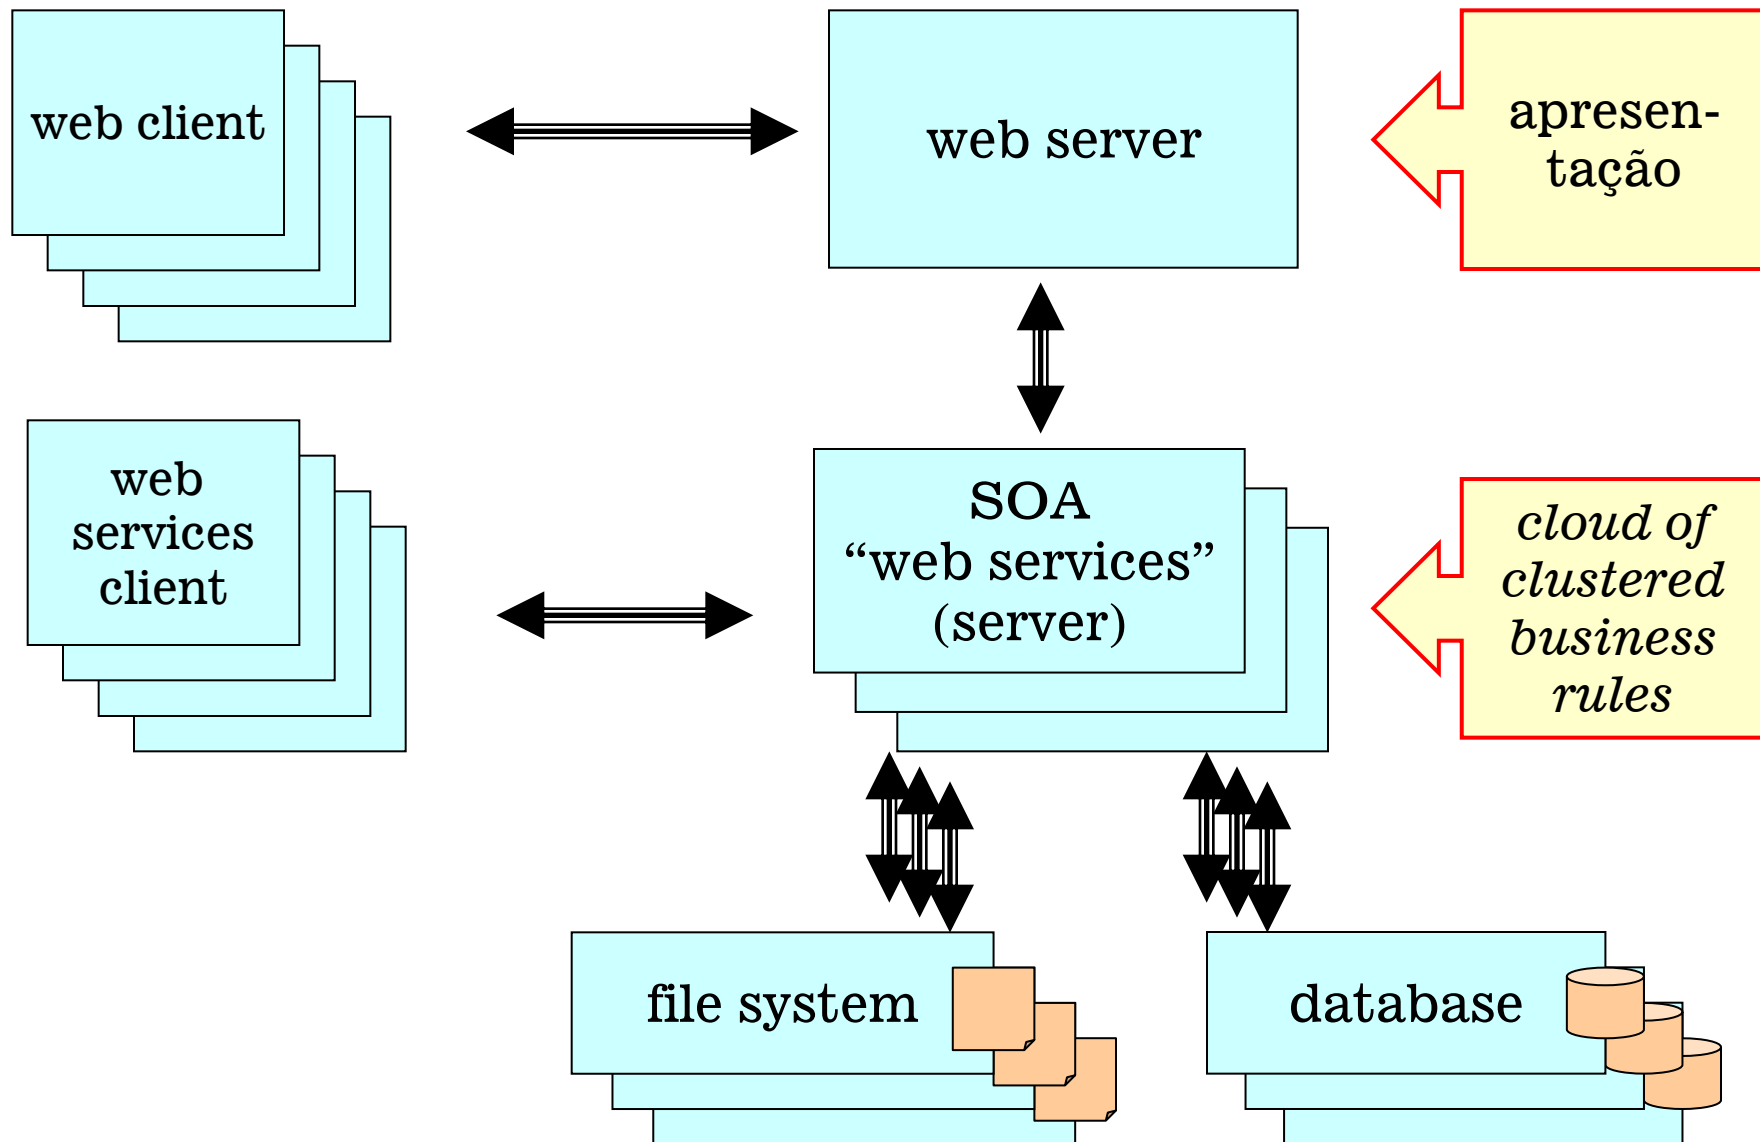 web client
web server
apresen-
tação
web
services
client
SOA
“web services”
(server)
cloud of
clustered
business
rules
file system
database